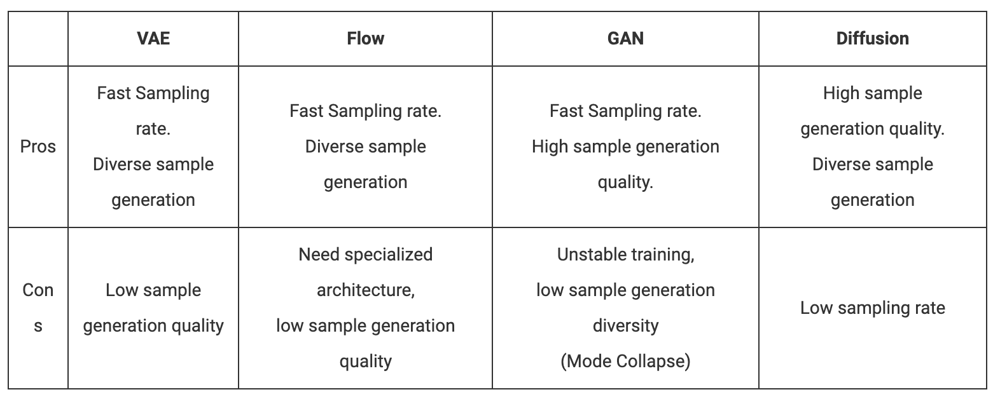 VAE
Flow
GAN
Diffusion
Pros
Fast Sampling
rate.
Diverse sample
generation
Fast Sampling rate.
Diverse sample
generation
Fast Sampling rate.
High sample generation
quality.
High sample
generation quality.
Diverse sample
generation
Con
s
Low sample
generation quality
Need specialized
architecture,
low sample generation
quality
Unstable training,
low sample generation
diversity
(Mode Collapse)
Low sampling rate